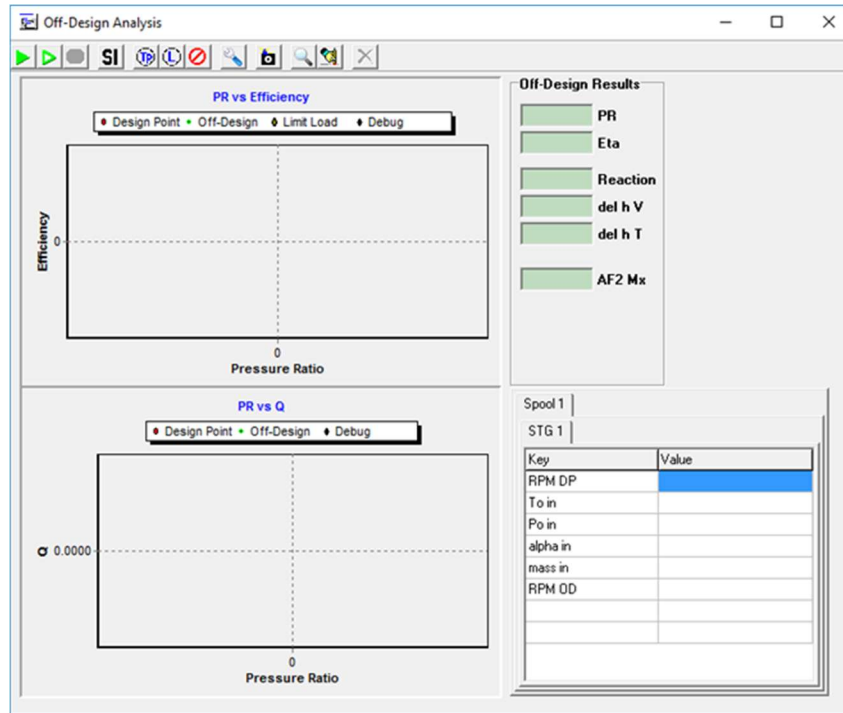 Off-Design Analysis
SI TP L
PR vs Efficiency
Design Point Off-Design Limit Load Debug
Efficiency
0
0
Pressure Ratio
PR vs Q
Design Point Off-Design Debug
Q
0.0000
0
Pressure Ratio
Off-Design Results
PR
Eta
Reaction
del h V
del h T
AF2 Mx
Spool 1
STG 1
Key Value
RPM DP
To in
Po in
alpha in
mass in
RPM OD